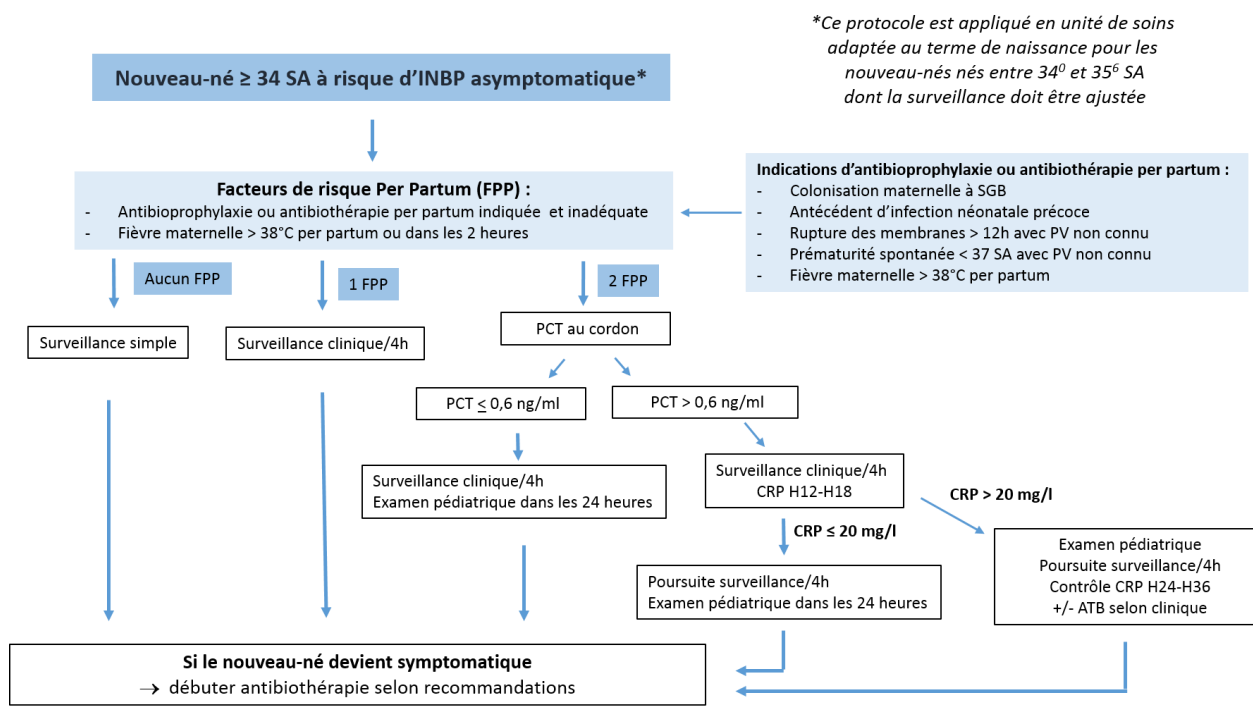 *Ce protocole est appliqué en unité de soins
adaptée au terme de naissance pour les
nouveau-nés nés entre 34⁰ et 35⁶ SA
dont la surveillance doit être ajustée
Nouveau-né ≥ 34 SA à risque d’INBP asymptomatique*
Facteurs de risque Per Partum (FPP) :
- Antibioprophylaxie ou antibiothérapie per partum indiquée et inadéquate
- Fièvre maternelle > 38°C per partum ou dans les 2 heures
Indications d’antibioprophylaxie ou antibiothérapie per partum :
- Colonisation maternelle à SGB
- Antécédent d’infection néonatale précoce
- Rupture des membranes > 12h avec PV non connu
- Prématurité spontanée < 37 SA avec PV non connu
- Fièvre maternelle > 38°C per partum
Aucun FPP
1 FPP
2 FPP
Surveillance simple
Surveillance clinique/4h
PCT au cordon
PCT ≤ 0,6 ng/ml
PCT > 0,6 ng/ml
Surveillance clinique/4h
Examen pédiatrique dans les 24 heures
Surveillance clinique/4h
CRP H12-H18
CRP > 20 mg/l
CRP ≤ 20 mg/l
Poursuite surveillance/4h
Examen pédiatrique dans les 24 heures
Examen pédiatrique
Poursuite surveillance/4h
Contrôle CRP H24-H36
+/- ATB selon clinique
Si le nouveau-né devient symptomatique
→ débuter antibiothérapie selon recommandations